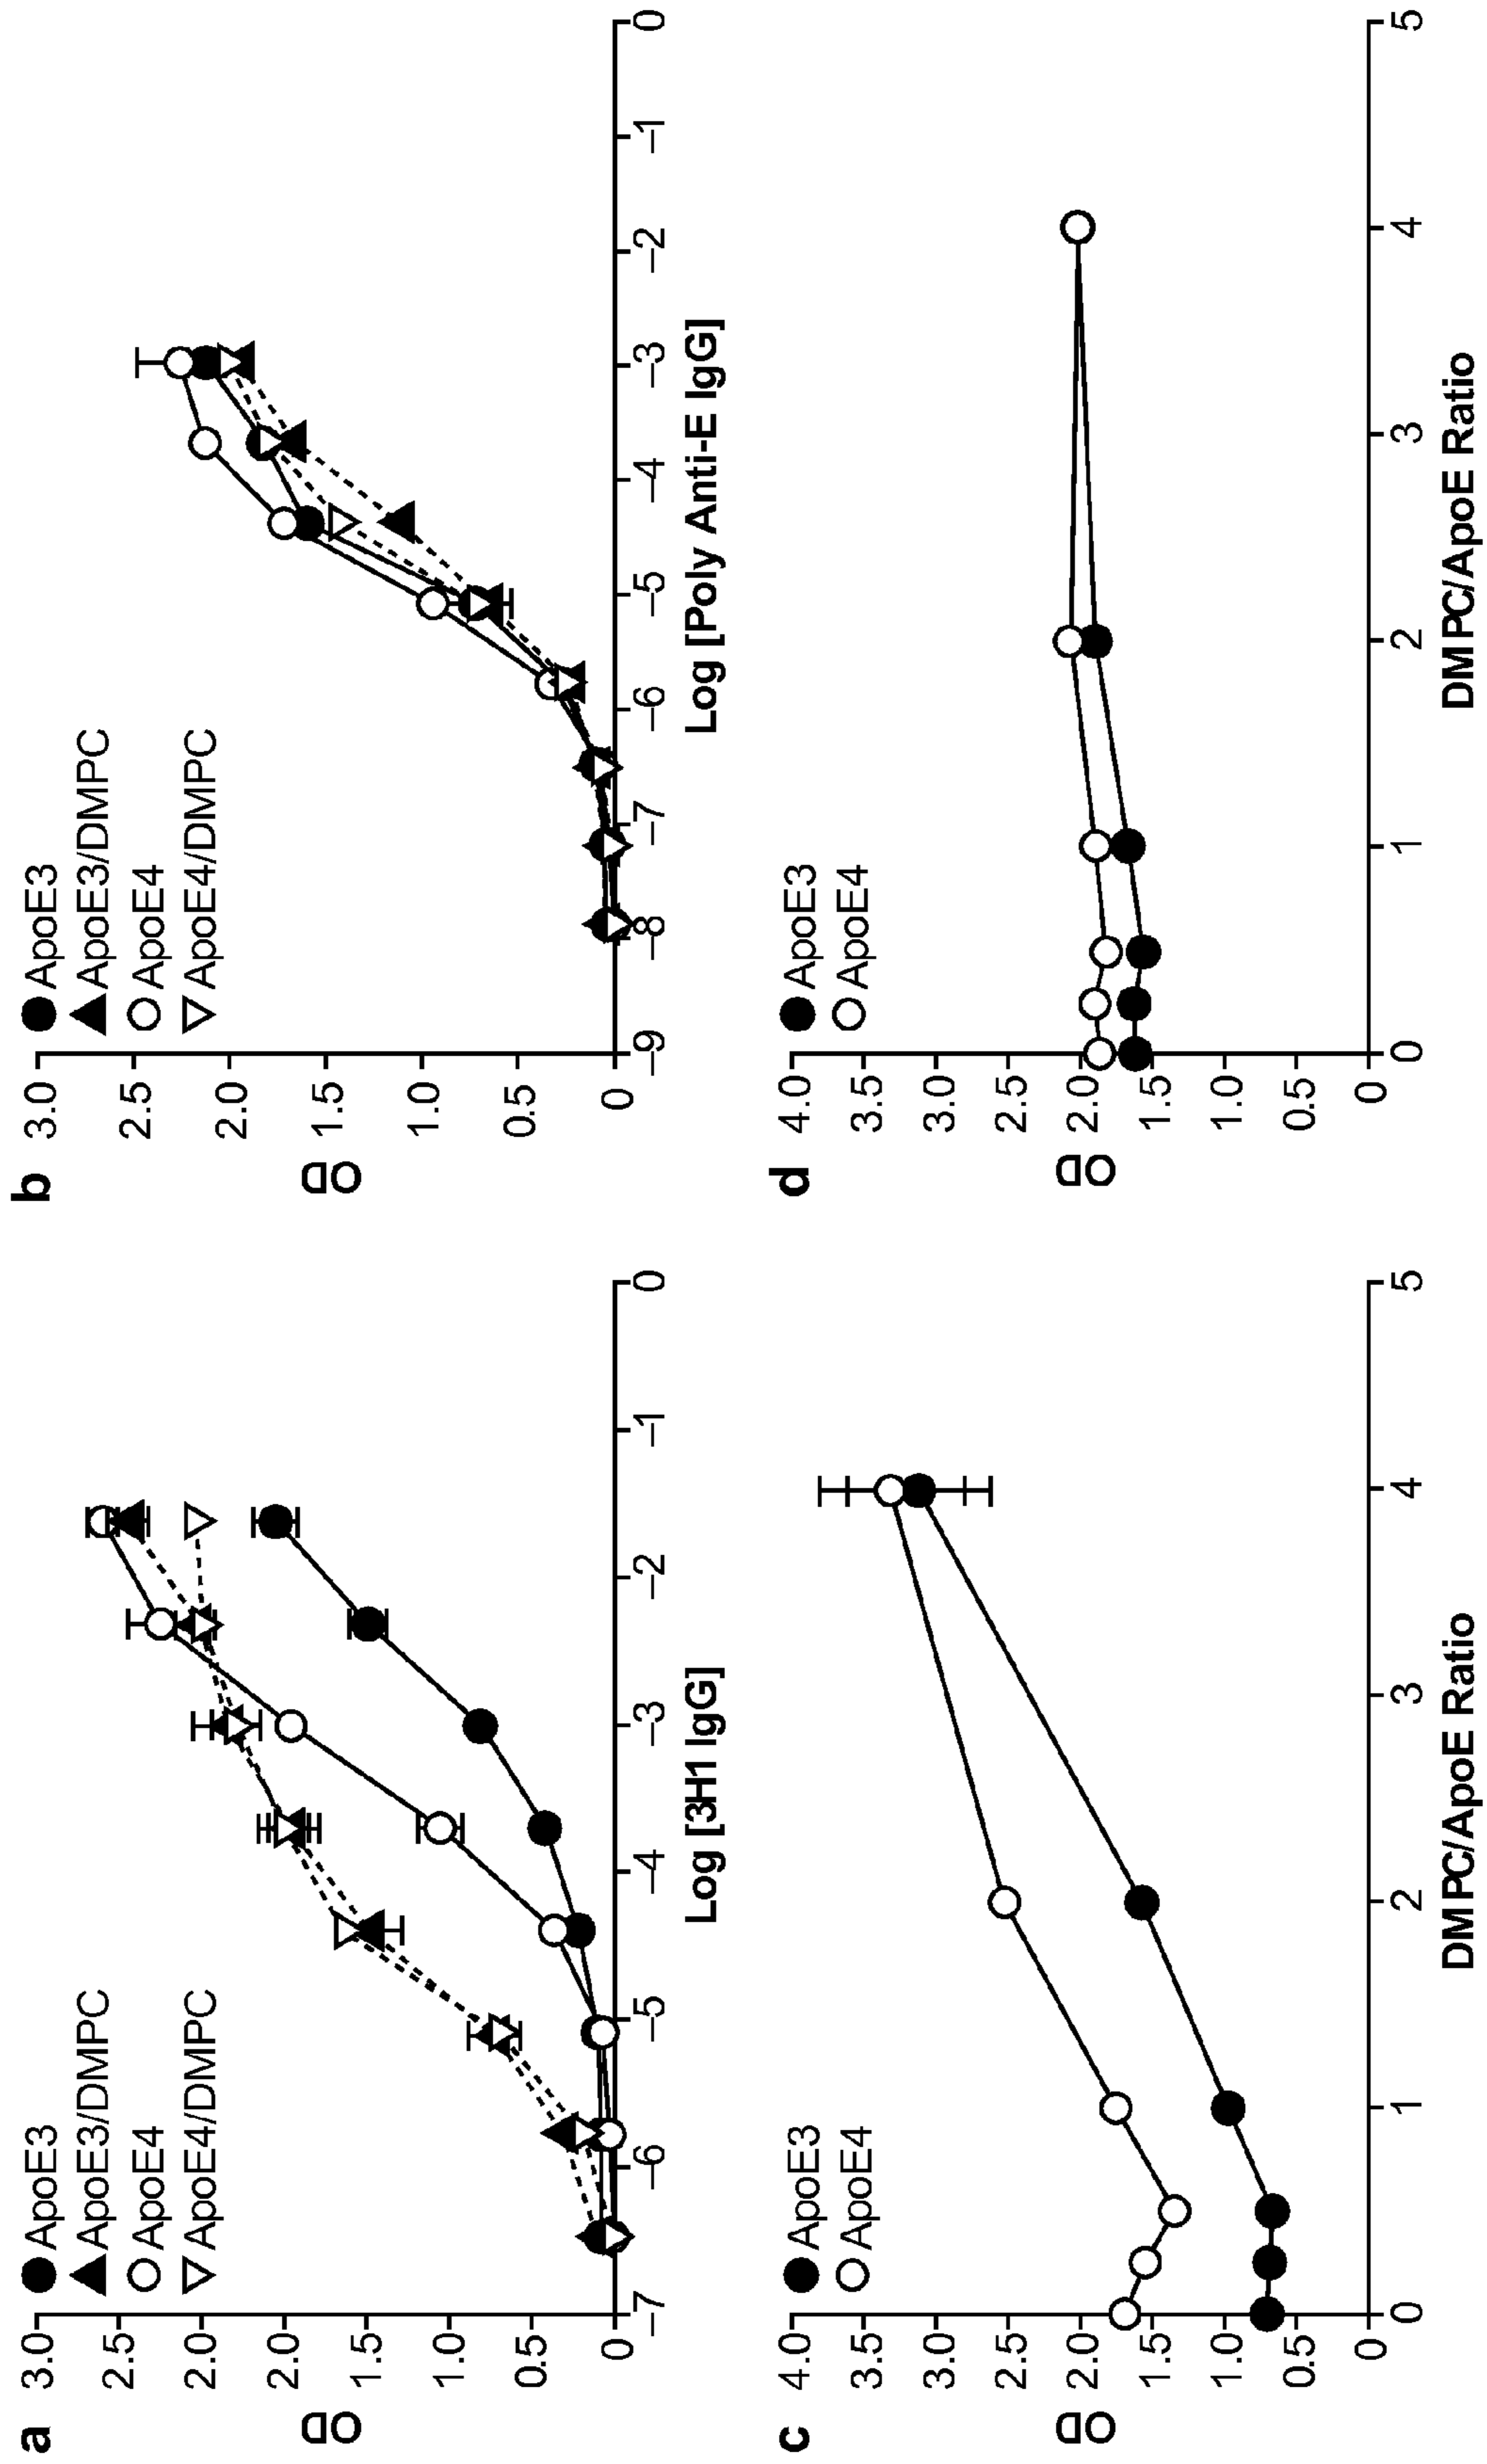 a
OD
3.0
2.5
2.0
2.0
1.5
1.0
0.5
0
ApoE3
ApoE3/DMPC
ApoE4
ApoE4/DMPC
–7 –6 –5 –4 –3 –2 –1 0
Log [3H1 IgG]
b
OD
3.0
2.5
2.0
1.5
1.0
0.5
0
ApoE3
ApoE3/DMPC
ApoE4
ApoE4/DMPC
–9 –8 –7 –6 –5 –4 –3 –2 –1 0
Log [Poly Anti-E IgG]
c
OD
4.0
3.5
3.0
2.5
2.0
1.5
1.0
0.5
0
ApoE3
ApoE4
0 1 2 3 4 5
DMPC/ApoE Ratio
d
OD
4.0
3.5
3.0
2.5
2.0
1.5
1.0
0.5
0
ApoE3
ApoE4
0 1 2 3 4 5
DMPC/ApoE Ratio